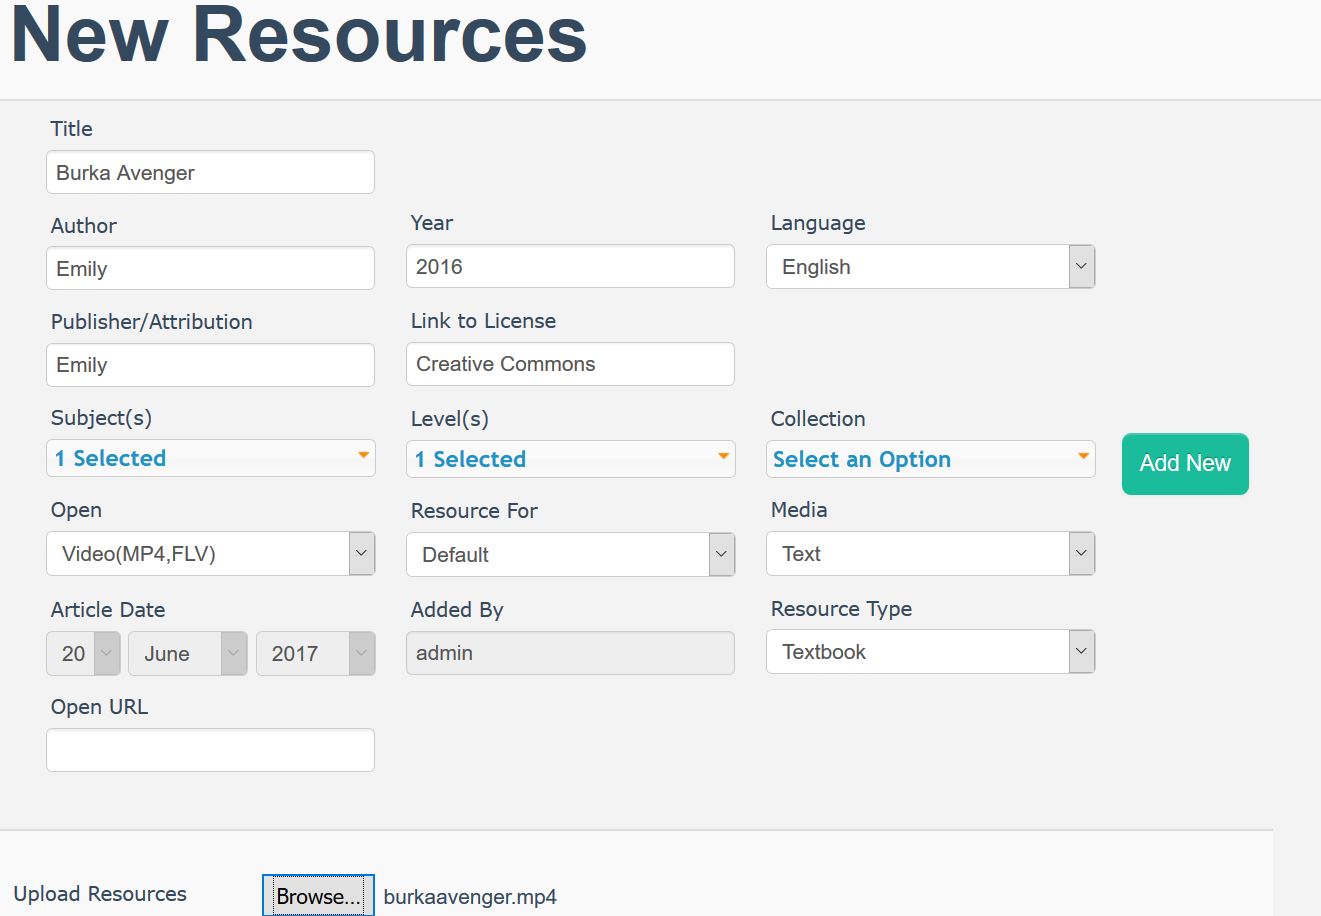 New Resources
Title
Burka Avenger
Author Year Language
Emily 2016 English
Publisher/Attribution Link to License
Emily Creative Commons
Subject(s) Level(s) Collection
1 Selected 1 Selected Select an Option Add New
Open Resource For Media
Video(MP4,FLV) Default Text
Article Date Added By Resource Type
20 June 2017 admin Textbook
Open URL
Upload Resources Browse... burkaavenger.mp4